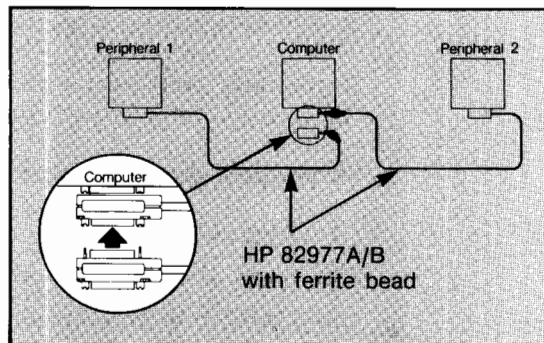 Peripheral 1
Computer
Peripheral 2
Computer
HP 82977A/B
with ferrite bead